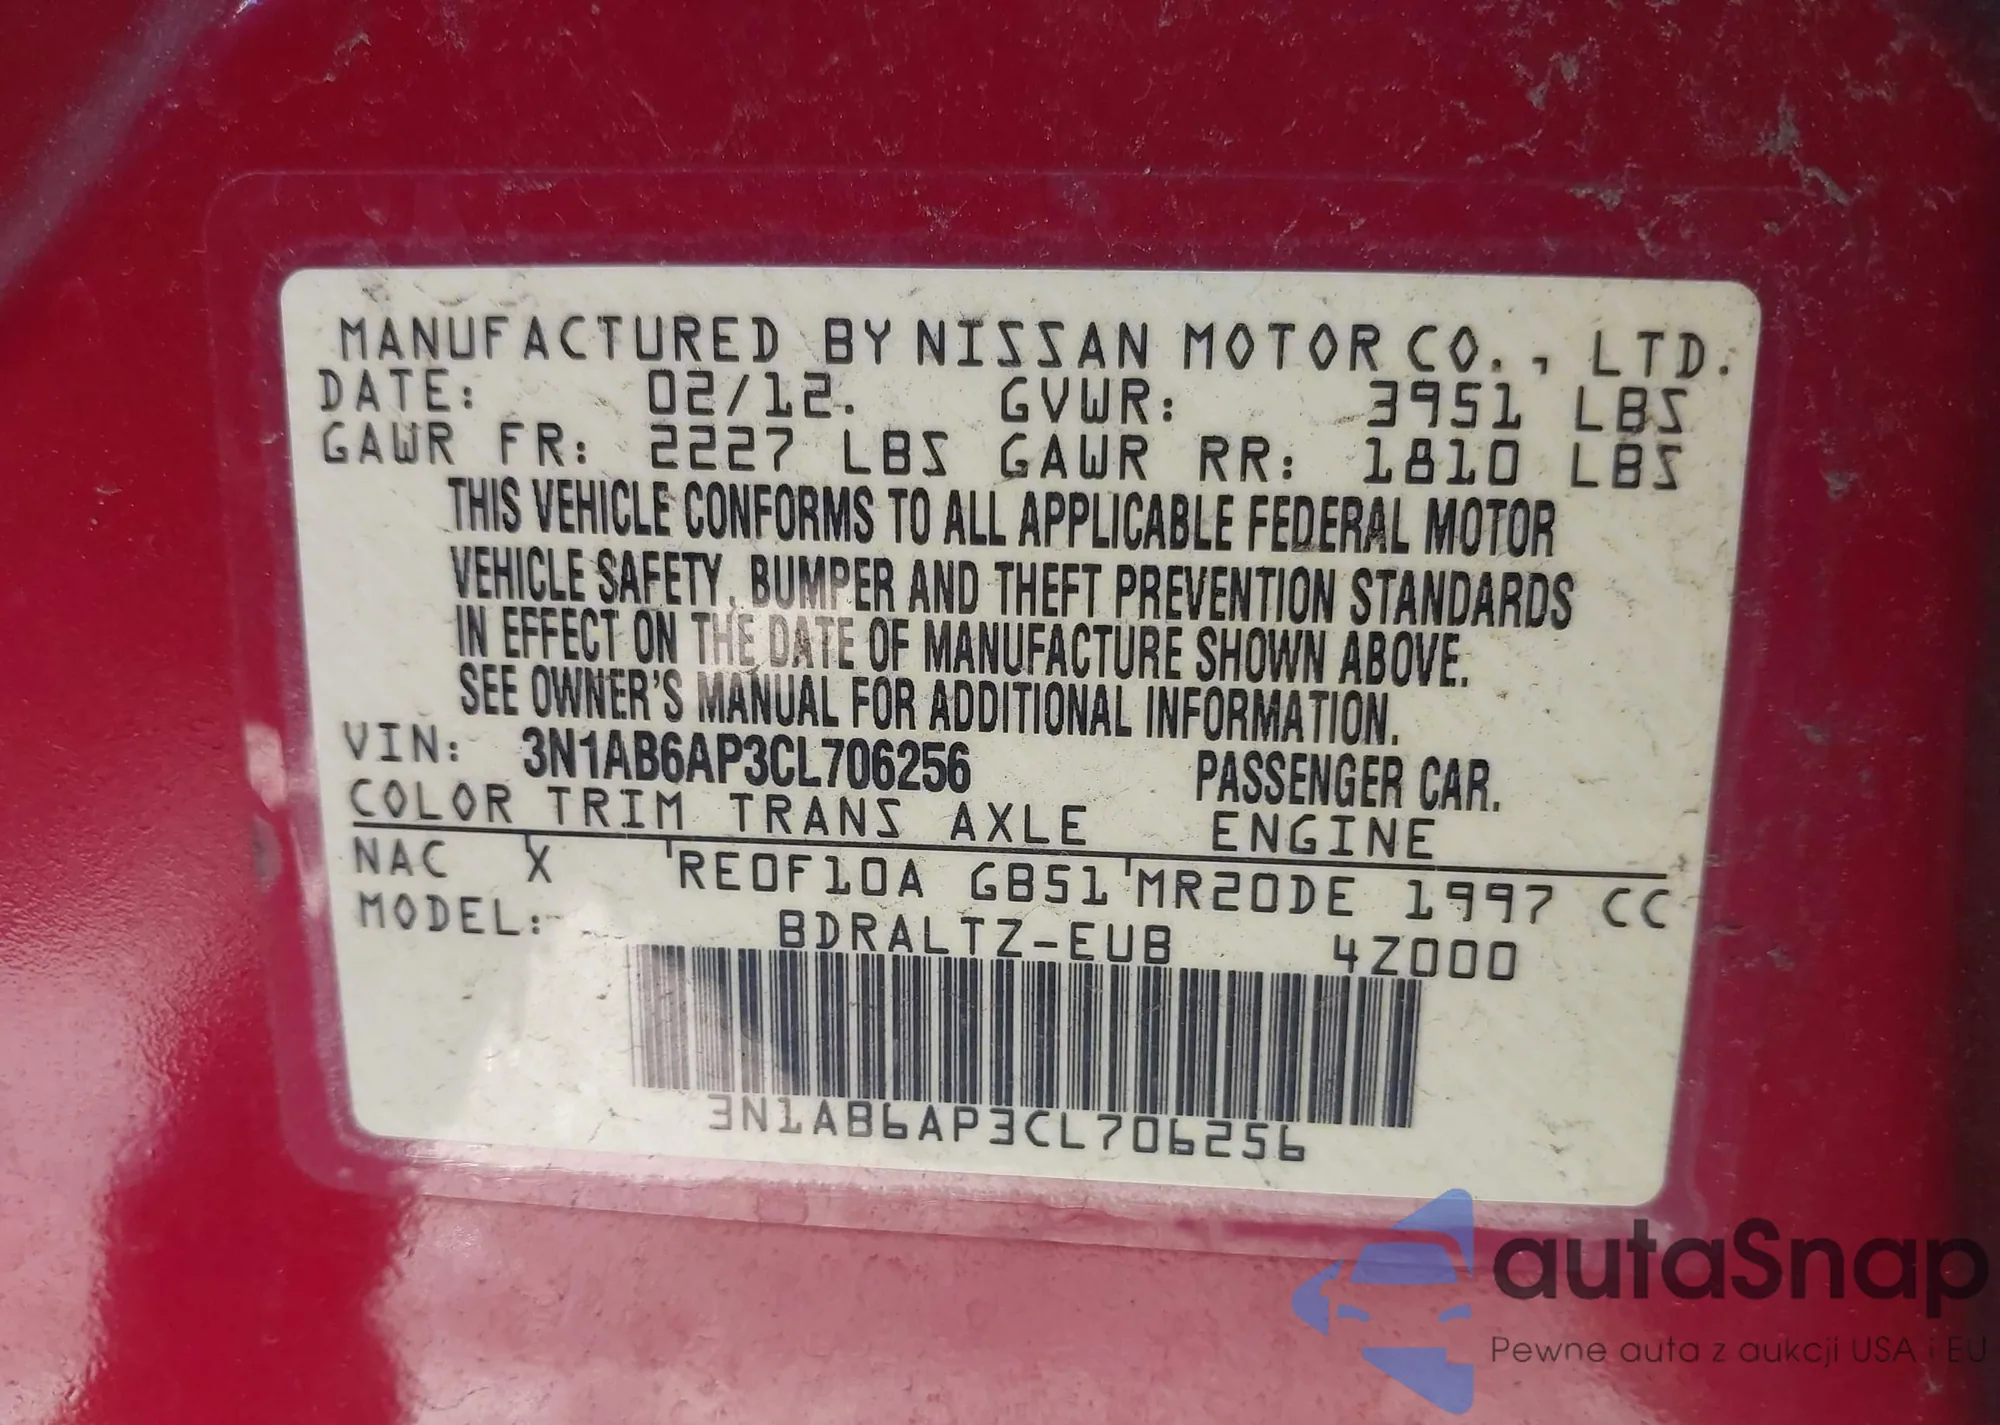 MANUFACTURED BY NISSAN MOTOR CO., LTD.
DATE: 02/12. GVWR: 3951 LBS
GAWR FR: 2227 LBS GAWR RR: 1810 LBS
THIS VEHICLE CONFORMS TO ALL APPLICABLE FEDERAL MOTOR
VEHICLE SAFETY, BUMPER AND THEFT PREVENTION STANDARDS
IN EFFECT ON THE DATE OF MANUFACTURE SHOWN ABOVE.
SEE OWNER'S MANUAL FOR ADDITIONAL INFORMATION.
VIN: 3N1AB6AP3CL706256 PASSENGER CAR.
COLOR TRIM TRANS AXLE ENGINE
NAC X RE0F10A GB51 MR20DE 1997 CC
MODEL: BDRALTZ-EUB 4Z000
3N1AB6AP3CL706256
autaSnap
Pewne auta z aukcji USA i EU